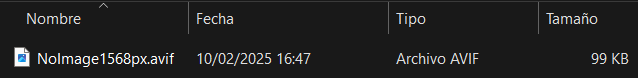 Nombre Fecha Tipo Tamaño
NoImage1568px.avif 10/02/2025 16:47 Archivo AVIF 99 KB